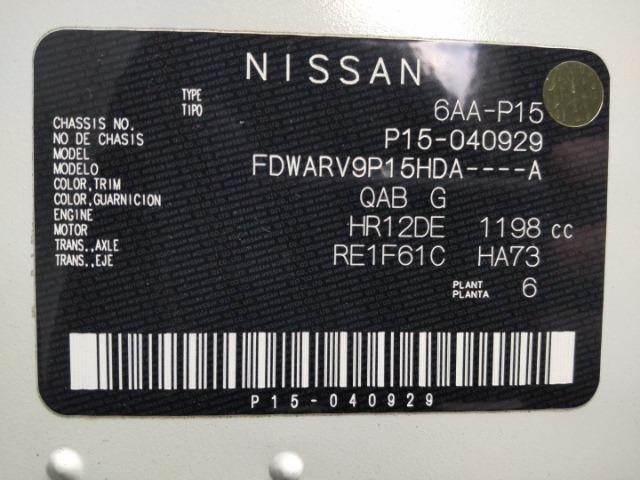 NISSAN
TYPE
TIPO 6AA-P15
CHASSIS NO. P15-040929
NO DE CHASIS
MODEL FDWARV9P15HDA----A
MODELO
COLOR,TRIM QAB G
COLOR,GUARNICION
ENGINE HR12DE 1198 cc
MOTOR
TRANS.,AXLE RE1F61C HA73
TRANS.,EJE
PLANT 6
PLANTA
P15-040929